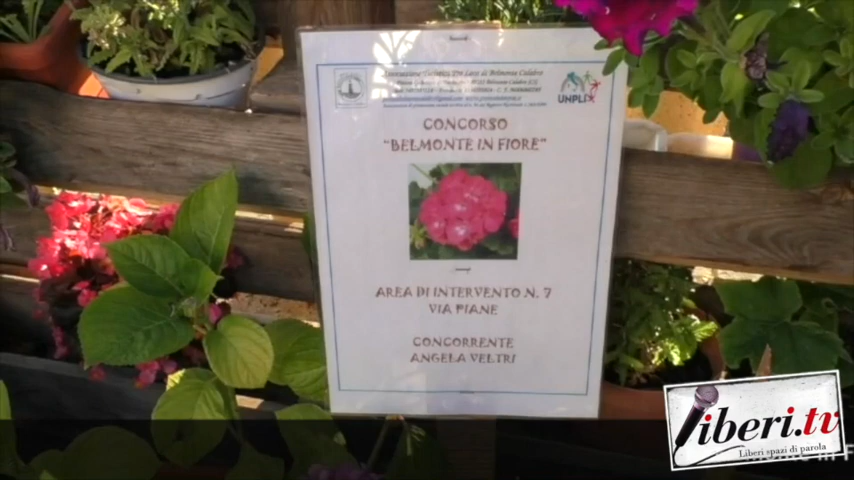 Associazione Turistica Pro Loco di Belmonte Calabro
UNPLI
CONCORSO
"BELMONTE IN FIORE"
AREA DI INTERVENTO N. 7
VIA PIANE
CONCORRENTE
ANGELA VELTRI
liberi.tv
Liberi spazi di parola